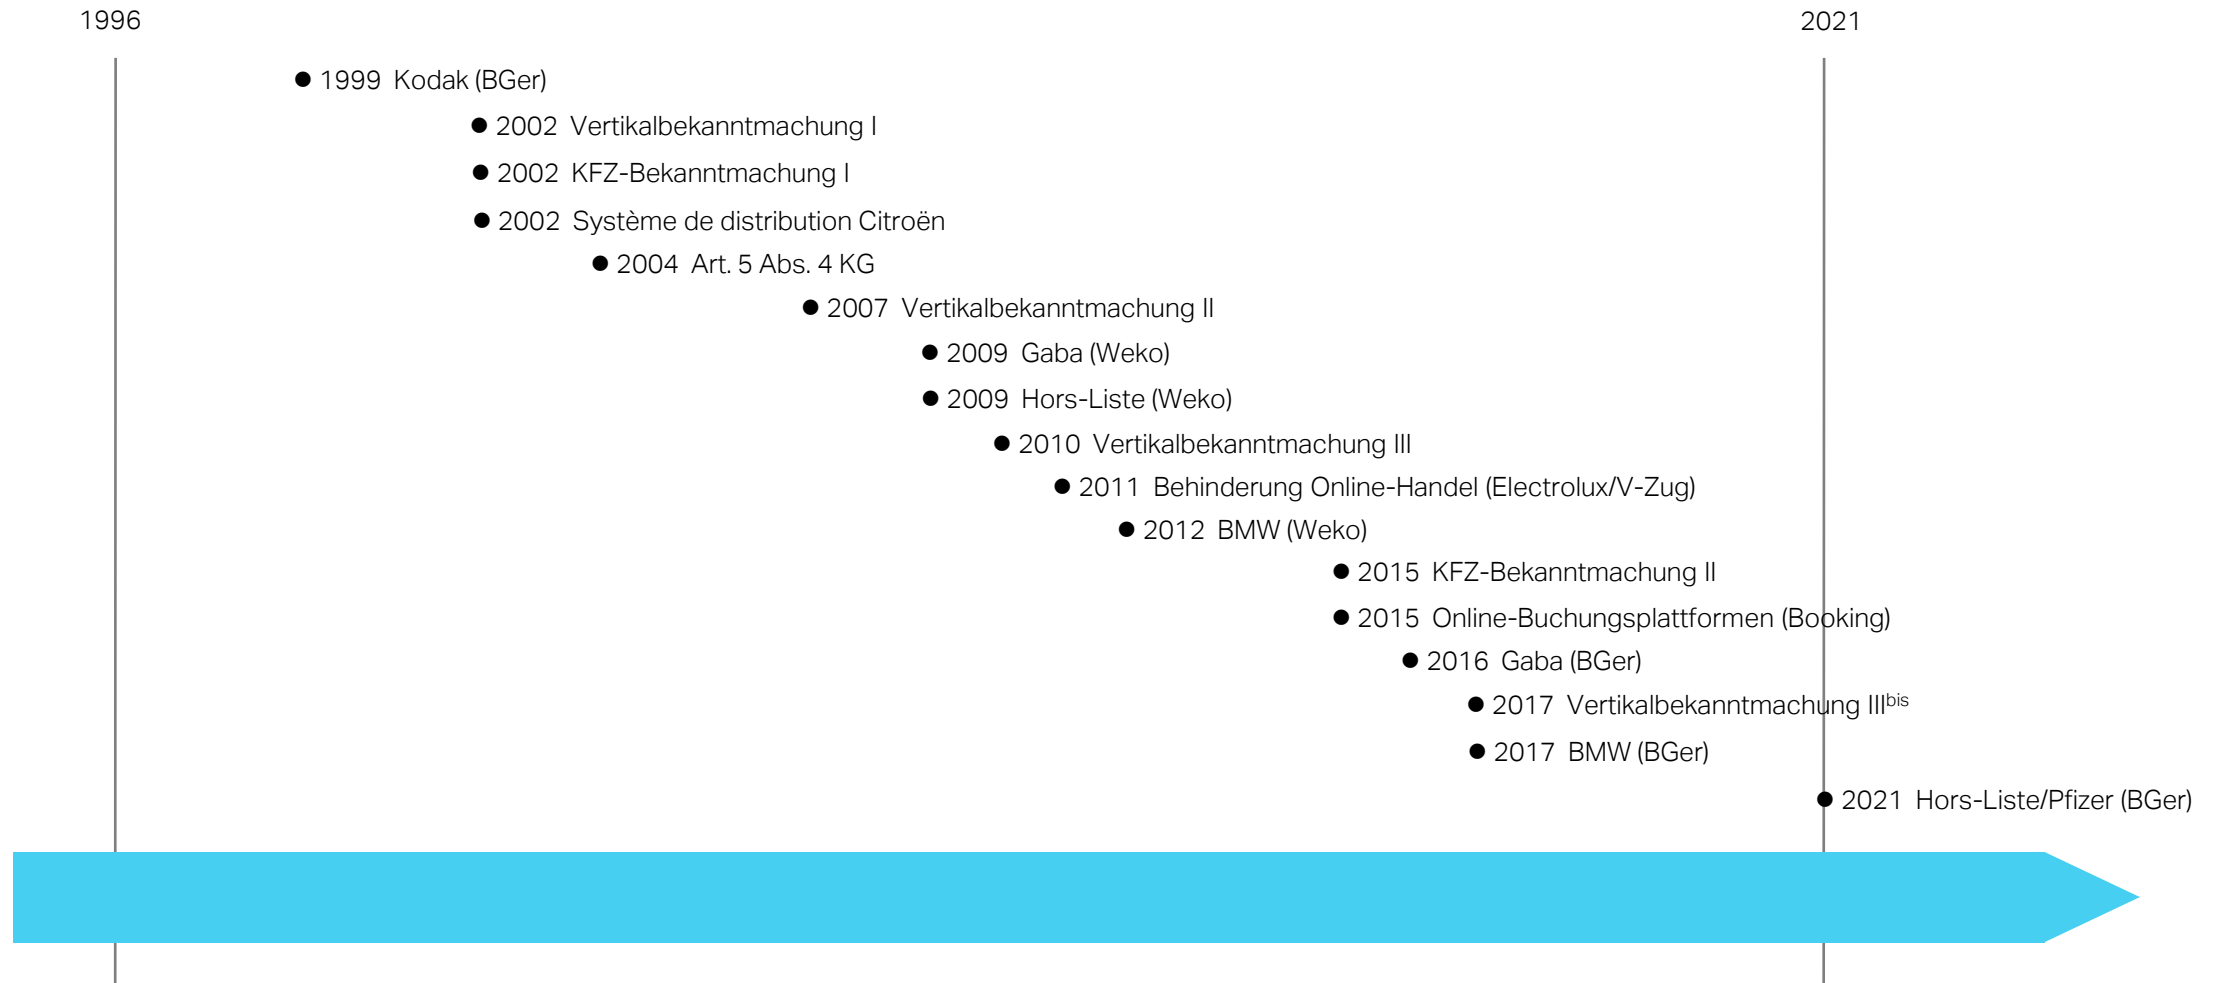 1996
2021
● 1999 Kodak (BGer)
● 2002 Vertikalbekanntmachung I
● 2002 KFZ-Bekanntmachung I
● 2002 Système de distribution Citroën
● 2004 Art. 5 Abs. 4 KG
● 2007 Vertikalbekanntmachung II
● 2009 Gaba (Weko)
● 2009 Hors-Liste (Weko)
● 2010 Vertikalbekanntmachung III
● 2011 Behinderung Online-Handel (Electrolux/V-Zug)
● 2012 BMW (Weko)
● 2015 KFZ-Bekanntmachung II
● 2015 Online-Buchungsplattformen (Booking)
● 2016 Gaba (BGer)
● 2017 Vertikalbekanntmachung IIIbis
● 2017 BMW (BGer)
● 2021 Hors-Liste/Pfizer (BGer)